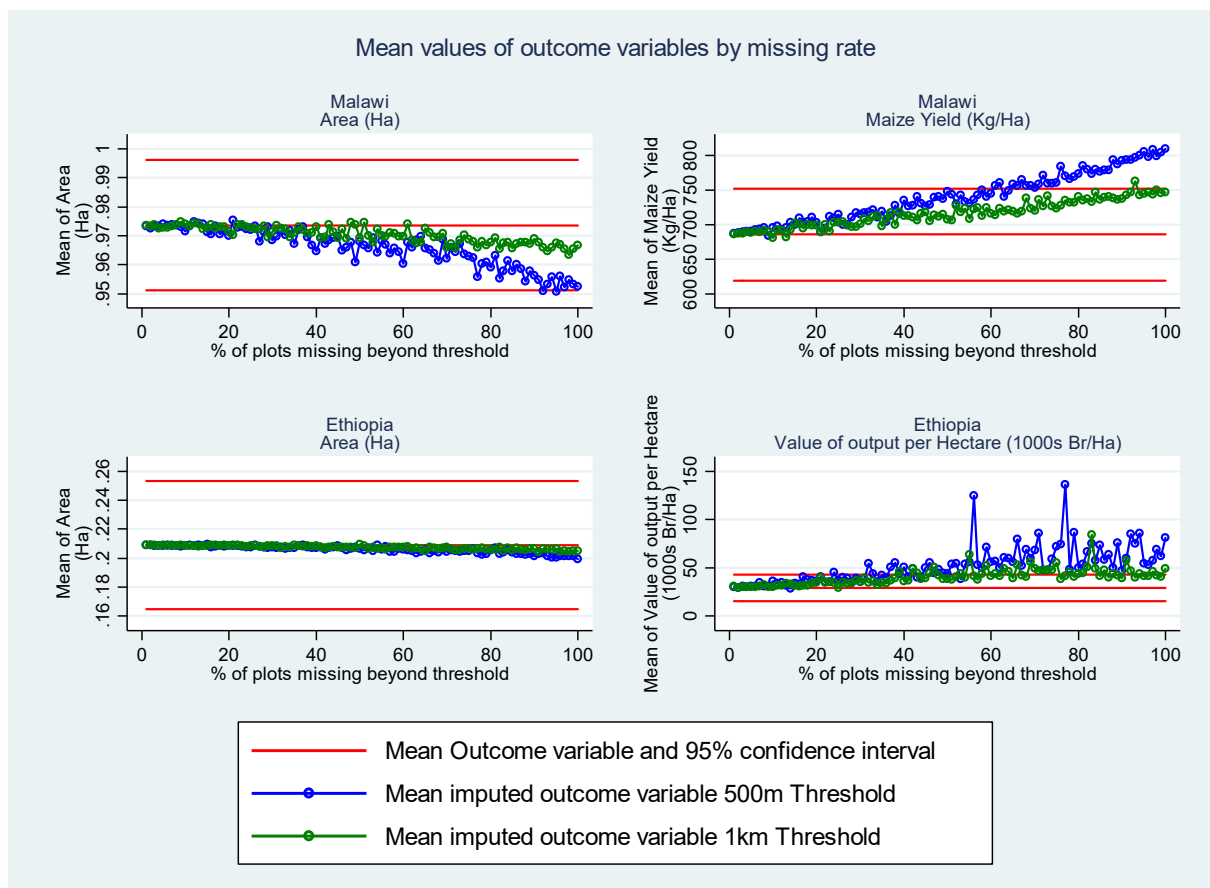 Mean values of outcome variables by missing rate
Malawi
Area (Ha)
Mean of Area
(Ha)
.95 .96 .97 .98 .99 1
0 20 40 60 80 100
% of plots missing beyond threshold
Malawi
Maize Yield (Kg/Ha)
Mean of Maize Yield
(Kg/Ha)
600 650 700 750 800
0 20 40 60 80 100
% of plots missing beyond threshold
Ethiopia
Area (Ha)
Mean of Area
(Ha)
.16 .18 .2 .22 .24 .26
0 20 40 60 80 100
% of plots missing beyond threshold
Ethiopia
Value of output per Hectare (1000s Br/Ha)
Mean of Value of output per Hectare
(1000s Br/Ha)
0 50 100 150
0 20 40 60 80 100
% of plots missing beyond threshold
Mean Outcome variable and 95% confidence interval
Mean imputed outcome variable 500m Threshold
Mean imputed outcome variable 1km Threshold